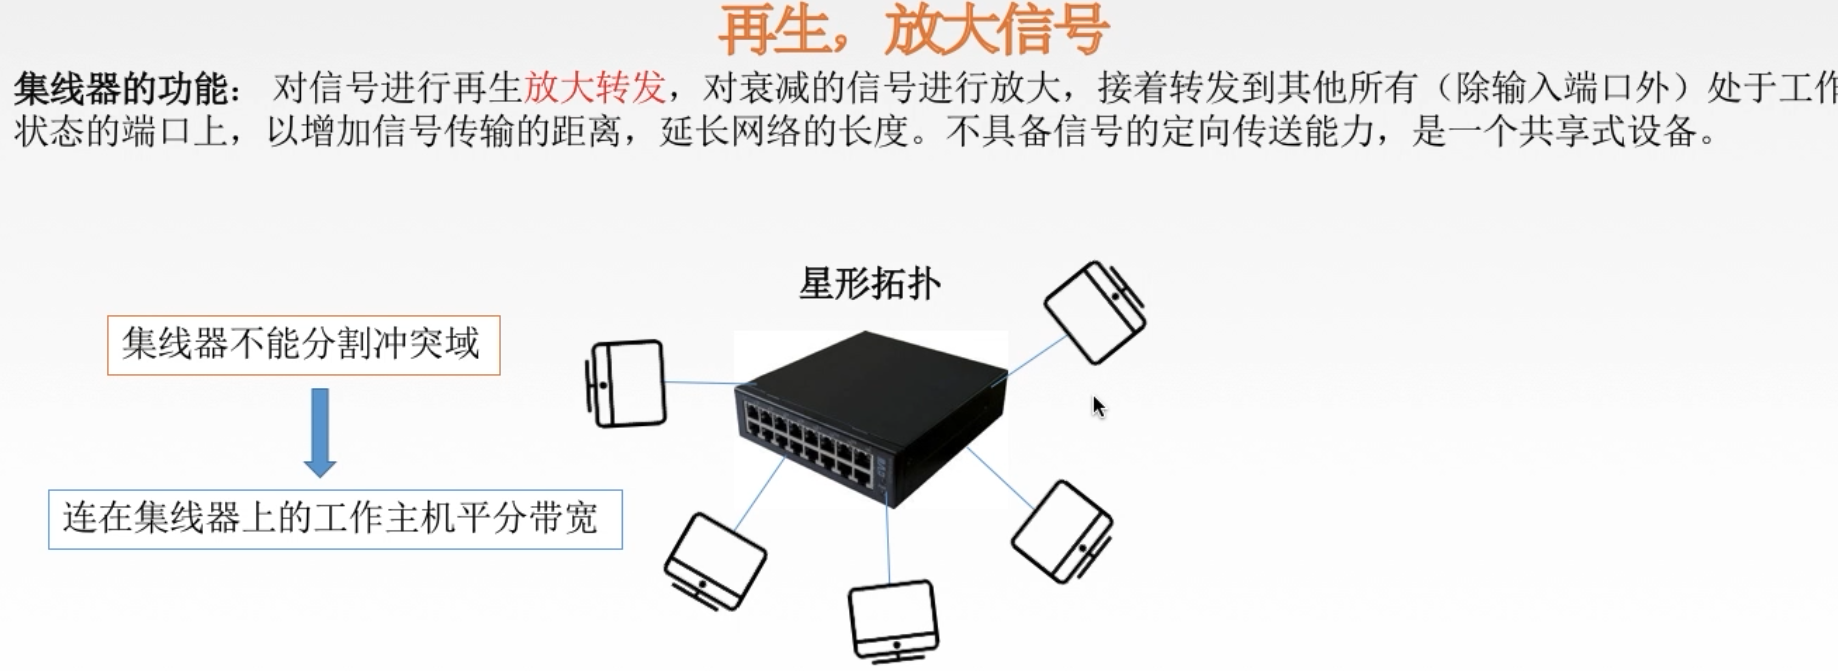 再生，放大信号
集线器的功能： 对信号进行再生放大转发，对衰减的信号进行放大，接着转发到其他所有（除输入端口外）处于工作
状态的端口上，以增加信号传输的距离，延长网络的长度。不具备信号的定向传送能力，是一个共享式设备。
星形拓扑
集线器不能分割冲突域
连在集线器上的工作主机平分带宽